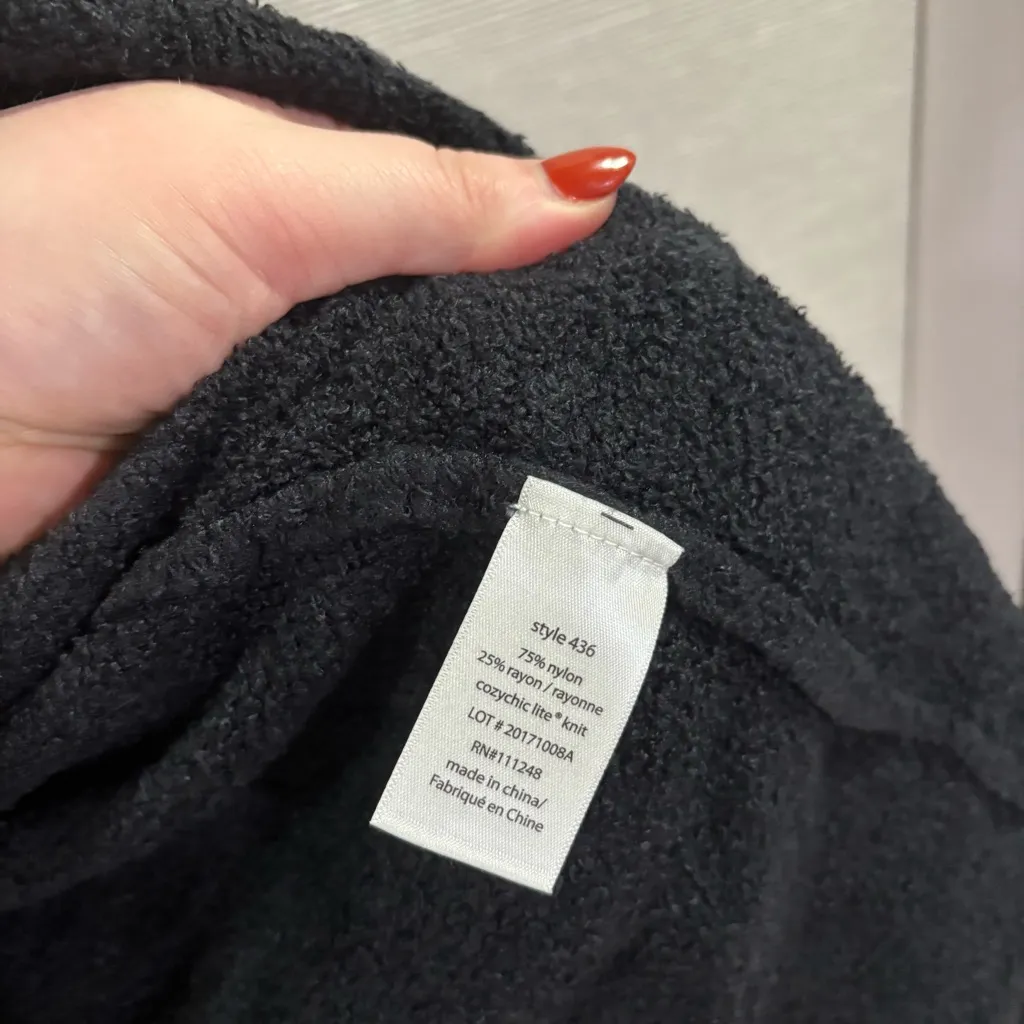 style 436
75% nylon
25% rayon / rayonne
cozychic lite® knit
LOT # 20171008A
RN#111248
made in china/
Fabriqué en Chine